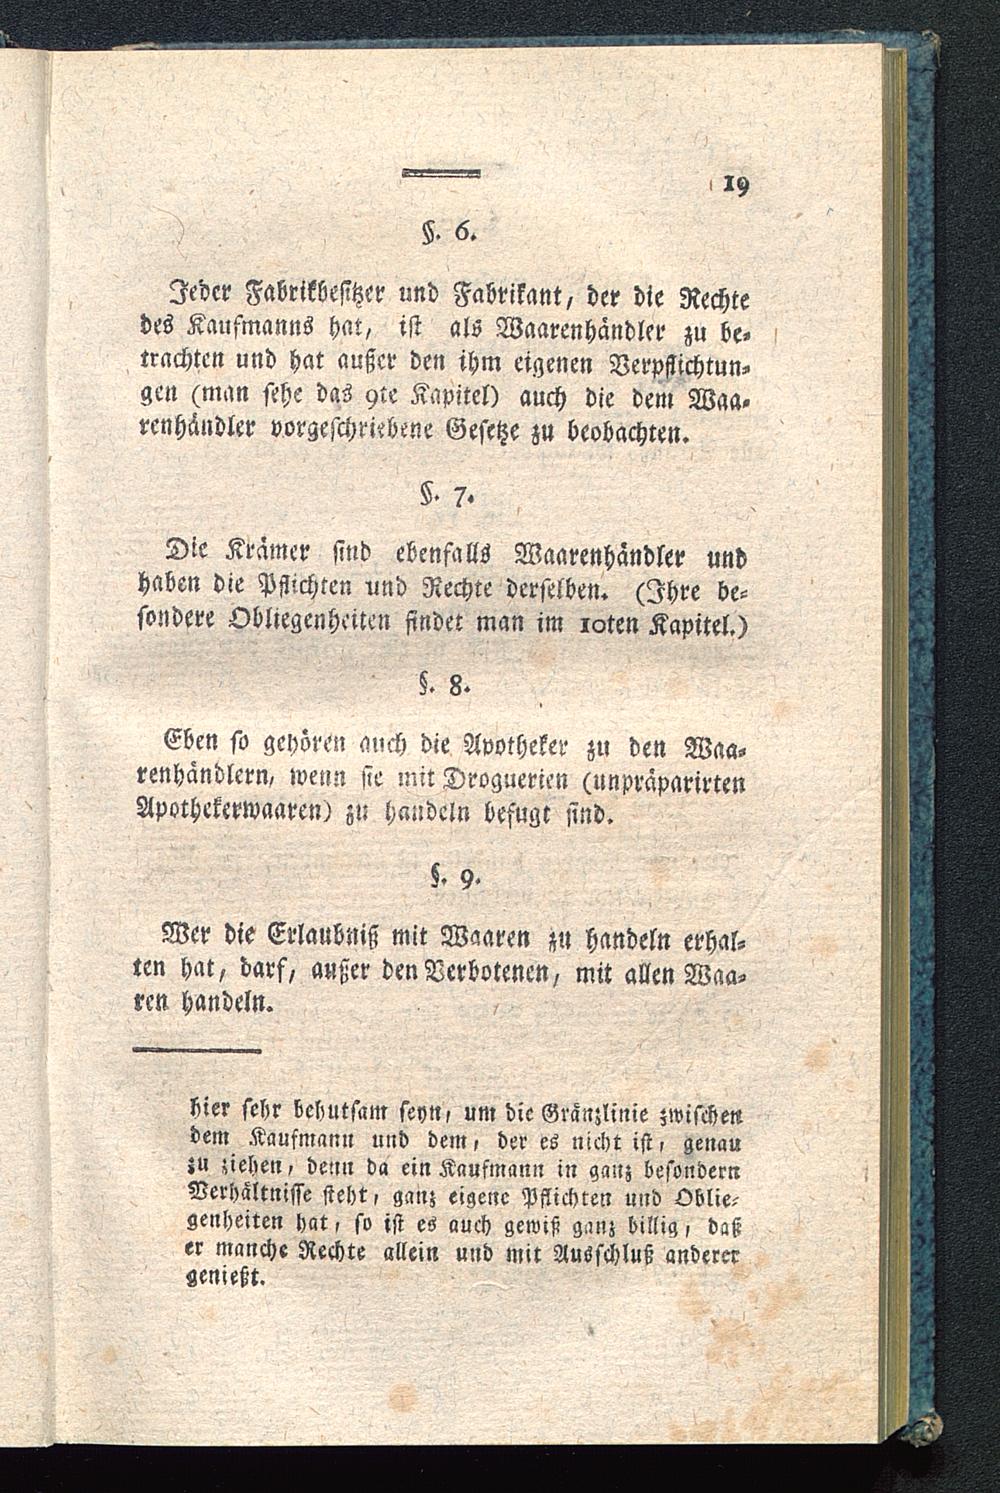 19
§. 6.
Jeder Fabrikbesitzer und Fabrikant, der die Rechte
des Kaufmanns hat, ist als Waarenhändler zu be-
trachten und hat außer den ihm eigenen Verpflichtun-
gen (man sehe das 9te Kapitel) auch die dem Waa-
renhändler vorgeschriebene Gesetze zu beobachten.
§. 7.
Die Krämer sind ebenfalls Waarenhändler und
haben die Pflichten und Rechte derselben. (Ihre be-
sondere Obliegenheiten findet man im 10ten Kapitel.)
§. 8.
Eben so gehören auch die Apotheker zu den Waa-
renhändlern, wenn sie mit Droguerien (unpräparirten
Apothekerwaaren) zu handeln befugt sind.
§. 9.
Wer die Erlaubniß mit Waaren zu handeln erhal-
ten hat, darf, außer den Verbotenen, mit allen Waa-
ren handeln.
hier sehr behutsam seyn, um die Gränzlinie zwischen
dem Kaufmann und dem, der es nicht ist, genau
zu ziehen, denn da ein Kaufmann in ganz besondern
Verhältnisse steht, ganz eigene Pflichten und Oblie-
genheiten hat, so ist es auch gewiß ganz billig, daß
er manche Rechte allein und mit Ausschluß anderer
genießt.